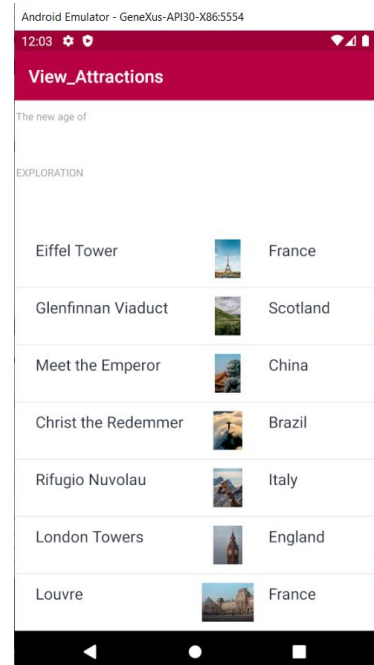 Android Emulator - GeneXus-API30-X86:5554
12:03
View_Attractions
The new age of
EXPLORATION
Eiffel Tower France
Glenfinnan Viaduct Scotland
Meet the Emperor China
Christ the Redemmer Brazil
Rifugio Nuvolau Italy
London Towers England
Louvre France